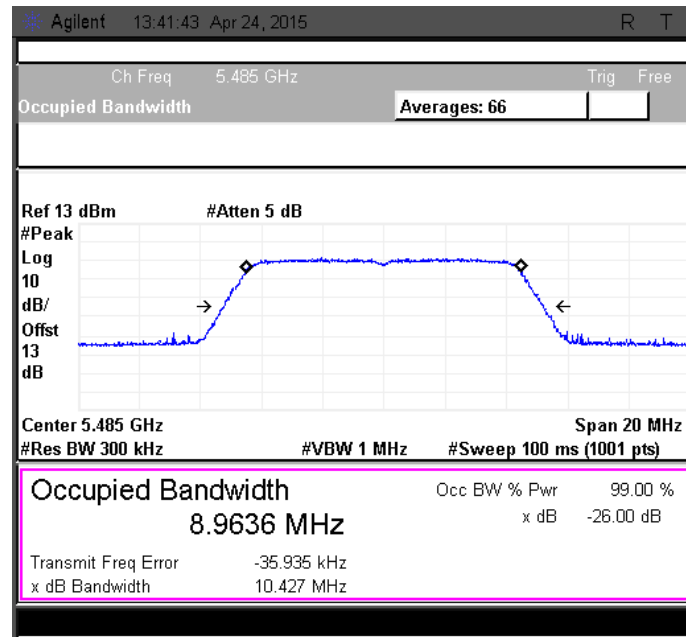 Agilent 13:41:43 Apr 24, 2015 R T
Ch Freq 5.485 GHz Trig Free
Occupied Bandwidth Averages: 66
Ref 13 dBm #Atten 5 dB
#Peak
Log
10
dB/
Offst
13
dB
Center 5.485 GHz Span 20 MHz
#Res BW 300 kHz #VBW 1 MHz #Sweep 100 ms (1001 pts)
Occupied Bandwidth Occ BW % Pwr 99.00 %
8.9636 MHz x dB -26.00 dB
Transmit Freq Error -35.935 kHz
x dB Bandwidth 10.427 MHz